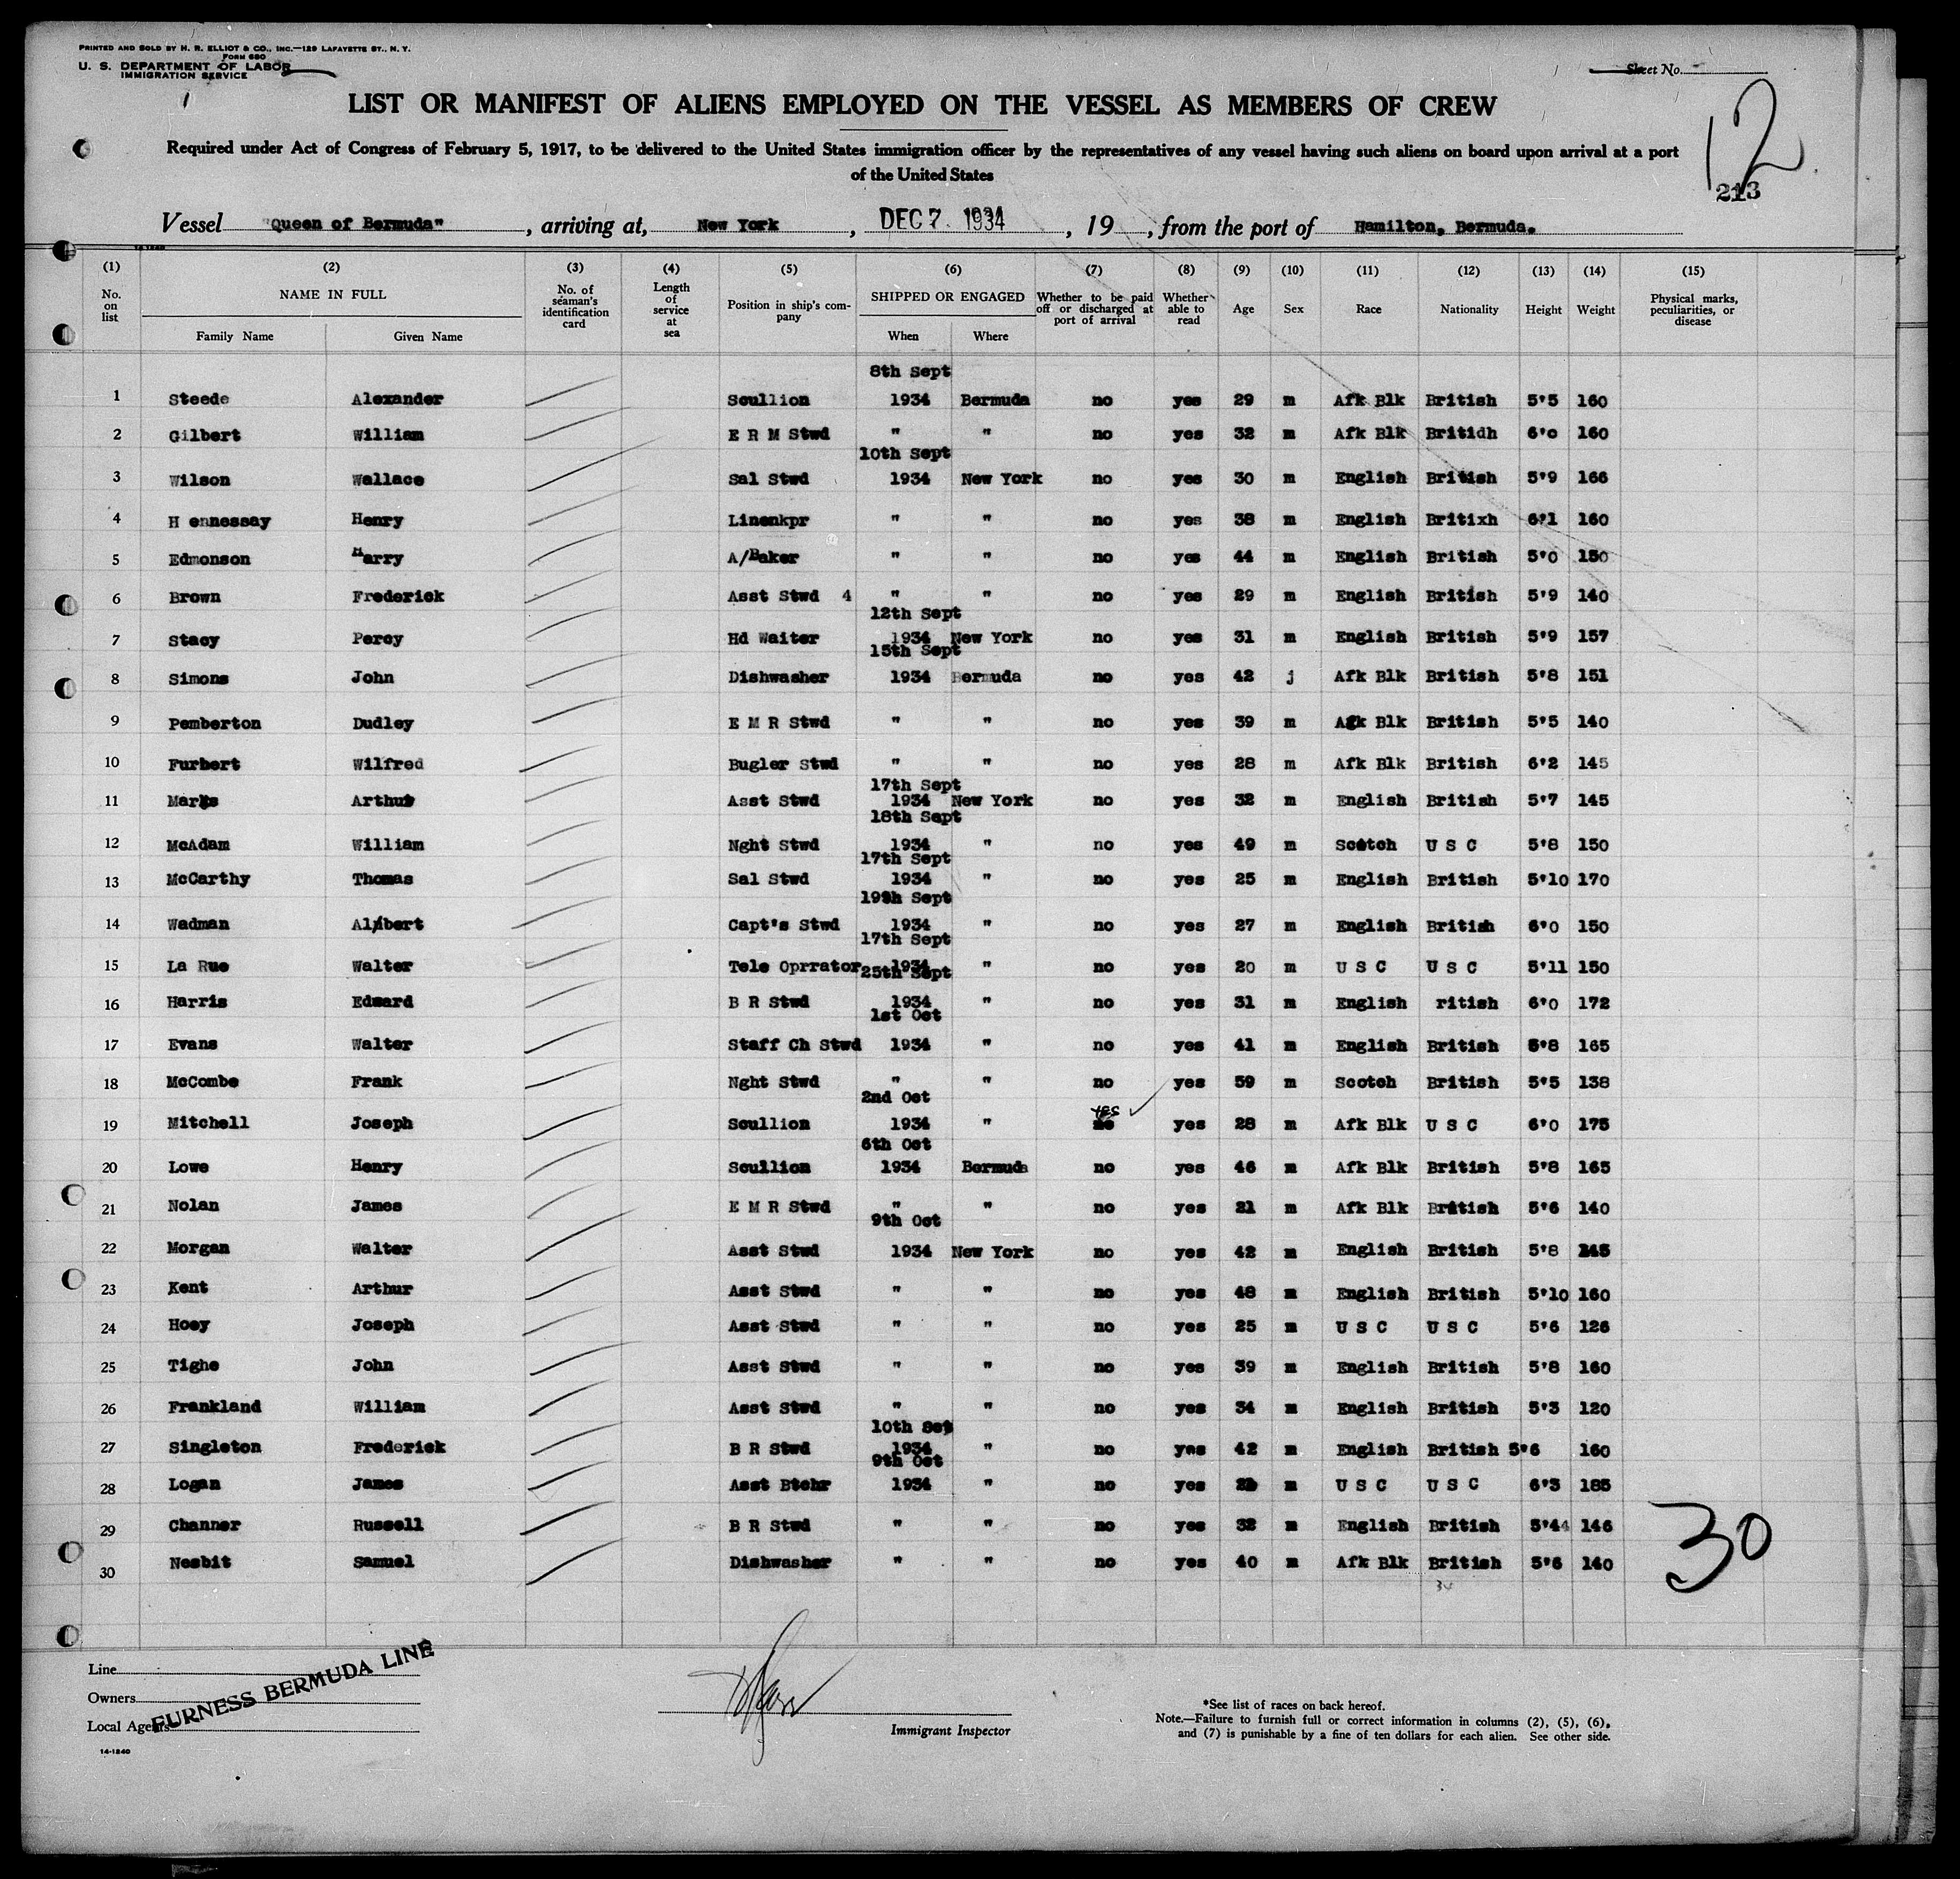 PRINTED AND SOLD BY H. R. ELLIOT & CO., INC.—129 LAFAYETTE ST., N. Y.
FORM 680
U. S. DEPARTMENT OF LABOR
IMMIGRATION SERVICE
Sheet No.
LIST OR MANIFEST OF ALIENS EMPLOYED ON THE VESSEL AS MEMBERS OF CREW
12
Required under Act of Congress of February 5, 1917, to be delivered to the United States immigration officer by the representatives of any vessel having such aliens on board upon arrival at a port
of the United States
213
Vessel "Queen of Bermuda", arriving at, New York, DEC 7. 1934, 19, from the port of Hamilton, Bermuda.
14-1240
(1) (2) (3) (4) (5) (6) (7) (8) (9) (10) (11) (12) (13) (14) (15)
No. on list NAME IN FULL No. of seaman's identification card Length of service at sea Position in ship's company SHIPPED OR ENGAGED Whether to be paid off or discharged at port of arrival Whether able to read Age Sex Race Nationality Height Weight Physical marks, peculiarities, or disease
Family Name Given Name When Where
8th Sept
1 Steede Alexander Scullion 1934 Bermuda no yes 29 m Afk Blk British 5'5 160
2 Gilbert William E R M Stwd " " no yes 32 m Afk Blk Britidh 6'0 160
10th Sept
3 Wilson Wallace Sal Stwd 1934 New York no yes 30 m English British 5'9 166
4 H ennessay Henry Linenkpr " " no yes 38 m English Britixh 6'1 160
5 Edmonson Harry A/Baker " " no yes 44 m English British 5'0 150
6 Brown Frederick Asst Stwd 4 " " no yes 29 m English British 5'9 140
12th Sept
7 Stacy Percy Hd Waiter 1934 New York no yes 31 m English British 5'9 157
15th Sept
8 Simons John Dishwasher 1934 Bermuda no yes 42 j Afk Blk British 5'8 151
9 Pemberton Dudley E M R Stwd " " no yes 39 m Agk Blk British 5'5 140
10 Furbert Wilfred Bugler Stwd " " no yes 28 m Afk Blk British 6'2 145
17th Sept
11 Marks Arthur Asst Stwd 1934 New York no yes 32 m English British 5'7 145
18th Sept
12 McAdam William Nght Stwd 1934 " no yes 49 m Scotch U S C 5'8 150
17th Sept
13 McCarthy Thomas Sal Stwd 1934 " no yes 25 m English British 5'10 170
19th Sept
14 Wadman Albert Capt's Stwd 1934 " no yes 27 m English British 6'0 150
17th Sept
15 La Rue Walter Tele Oprrator 1934 " no yes 20 m U S C U S C 5'11 150
25th Sept
16 Harris Edward B R Stwd 1934 " no yes 31 m English ritish 6'0 172
1st Oct
17 Evans Walter Staff Ch Stwd 1934 " no yes 41 m English British 5'8 165
18 McCombe Frank Nght Stwd " " no yes 59 m Scotch British 5'5 138
2nd Oct yes
19 Mitchell Joseph Scullion 1934 " no yes 28 m Afk Blk U S C 6'0 175
6th Oct
20 Lowe Henry Scullion 1934 Bermuda no yes 46 m Afk Blk British 5'8 165
21 Nolan James E M R Stwd " " no yes 21 m Afk Blk British 5'6 140
9th Oct
22 Morgan Walter Asst Stwd 1934 New York no yes 42 m English British 5'8
23 Kent Arthur Asst Stwd " " no yes 48 m English British 5'10 160
24 Hoey Joseph Asst Stwd " " no yes 25 m U S C U S C 5'6 126
25 Tighe John Asst Stwd " " no yes 39 m English British 5'8 160
26 Frankland William Asst Stwd " " no yes 34 m English British 5'3 120
10th Oct
27 Singleton Frederick B R Stwd 1934 " no yes 42 m English British 5'6 160
9th Oct
28 Logan James Asst Btchr 1934 " no yes m U S C U S C 6'3 185
29 Channer Russell B R Stwd " " no yes 32 m English British 5'44 146
30 Nesbit Samuel Dishwasher " " no yes 40 m Afk Blk British 5'6 140
30
Line
Owners
Local Agents
FURNESS BERMUDA LINE
Immigrant Inspector
*See list of races on back hereof.
Note.—Failure to furnish full or correct information in columns (2), (5), (6),
and (7) is punishable by a fine of ten dollars for each alien. See other side.
14-1240